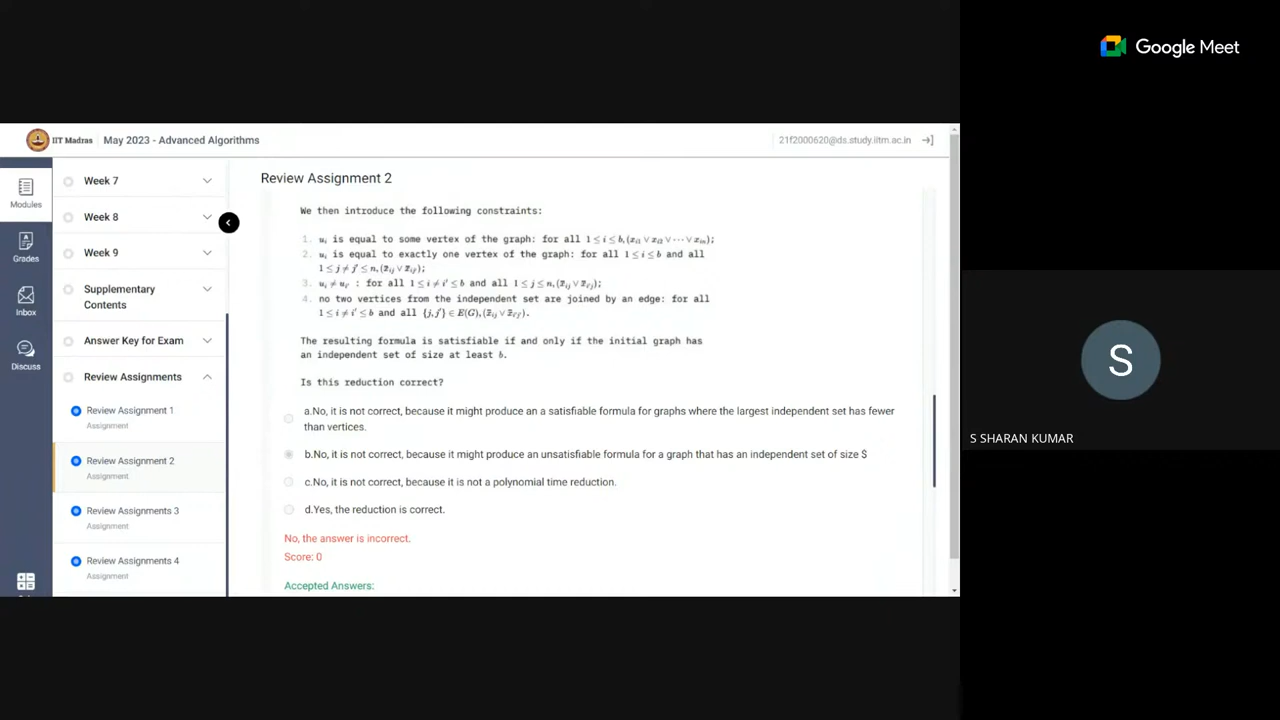 Google Meet
IIT Madras
May 2023 - Advanced Algorithms
21f2000620@ds.study.iitm.ac.in
Modules
Grades
Inbox
Discuss
Week 7
Week 8
Week 9
Supplementary
Contents
Answer Key for Exam
Review Assignments
Review Assignment 1
Assignment
Review Assignment 2
Assignment
Review Assignments 3
Assignment
Review Assignments 4
Assignment
Review Assignment 2
We then introduce the following constraints:
1. uᵢ is equal to some vertex of the graph: for all 1 ≤ i ≤ b, (xᵢ₁ ∨ xᵢ₂ ∨ ⋯ ∨ xᵢₙ);
2. uᵢ is equal to exactly one vertex of the graph: for all 1 ≤ i ≤ b and all
1 ≤ j ≠ j′ ≤ n, (x̄ᵢⱼ ∨ x̄ᵢⱼ′);
3. uᵢ ≠ uᵢ′ : for all 1 ≤ i ≠ i′ ≤ b and all 1 ≤ j ≤ n, (x̄ᵢⱼ ∨ x̄ᵢ′ⱼ);
4. no two vertices from the independent set are joined by an edge: for all
1 ≤ i ≠ i′ ≤ b and all {j, j′} ∈ E(G), (x̄ᵢⱼ ∨ x̄ᵢ′ⱼ′).
The resulting formula is satisfiable if and only if the initial graph has
an independent set of size at least b.
Is this reduction correct?
a.No, it is not correct, because it might produce an a satisfiable formula for graphs where the largest independent set has fewer
than vertices.
b.No, it is not correct, because it might produce an unsatisfiable formula for a graph that has an independent set of size $
c.No, it is not correct, because it is not a polynomial time reduction.
d.Yes, the reduction is correct.
No, the answer is incorrect.
Score: 0
Accepted Answers:
S
S SHARAN KUMAR